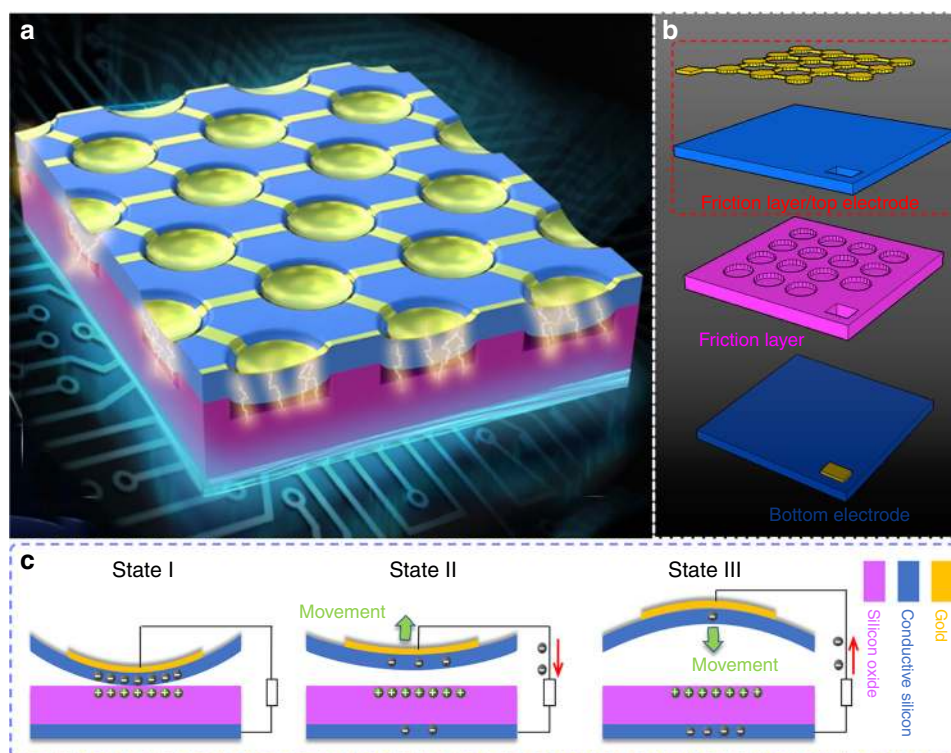 a
b
Friction layer/top electrode
Friction layer
Bottom electrode
c
State I
State II
State III
Movement
Movement
Silicon oxide
Conductive silicon
Gold